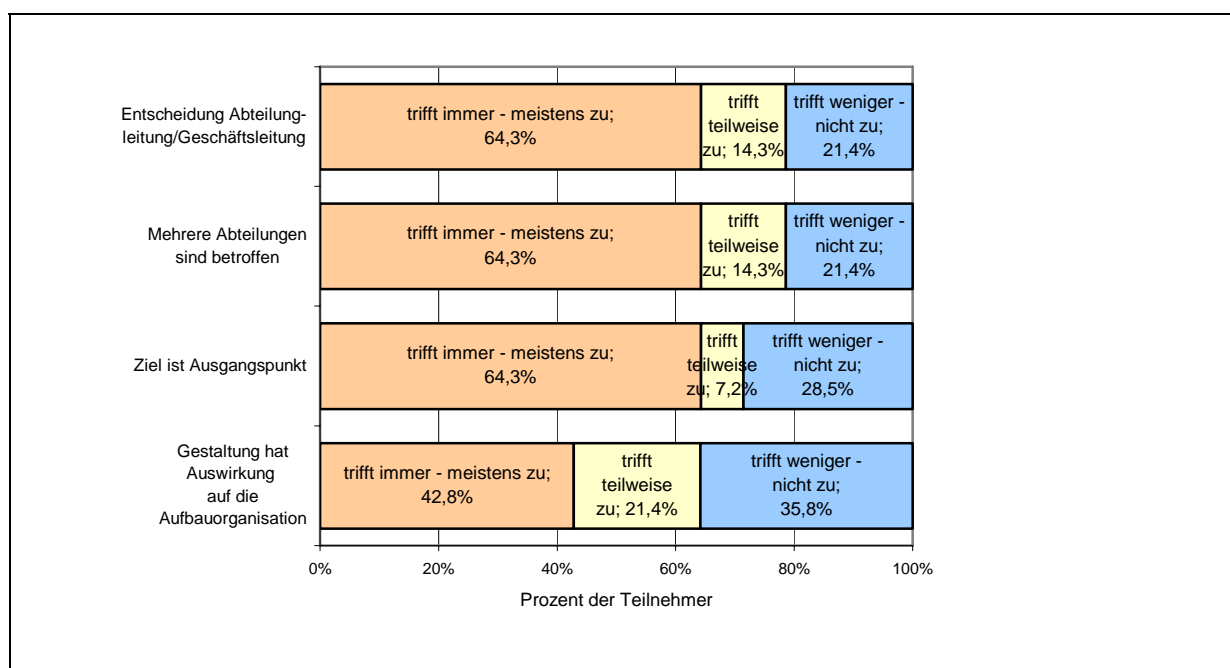 Entscheidung Abteilung-
leitung/Geschäftsleitung
trifft immer - meistens zu;
64,3%
trifft
teilweise
zu; 14,3%
trifft weniger -
nicht zu;
21,4%
Mehrere Abteilungen
sind betroffen
trifft immer - meistens zu;
64,3%
trifft
teilweise
zu; 14,3%
trifft weniger -
nicht zu;
21,4%
Ziel ist Ausgangspunkt
trifft immer - meistens zu;
64,3%
trifft
teilweise
zu; 7,2%
trifft weniger -
nicht zu;
28,5%
Gestaltung hat
Auswirkung
auf die
Aufbauorganisation
trifft immer - meistens zu;
42,8%
trifft
teilweise
zu; 21,4%
trifft weniger -
nicht zu;
35,8%
0% 20% 40% 60% 80% 100%
Prozent der Teilnehmer